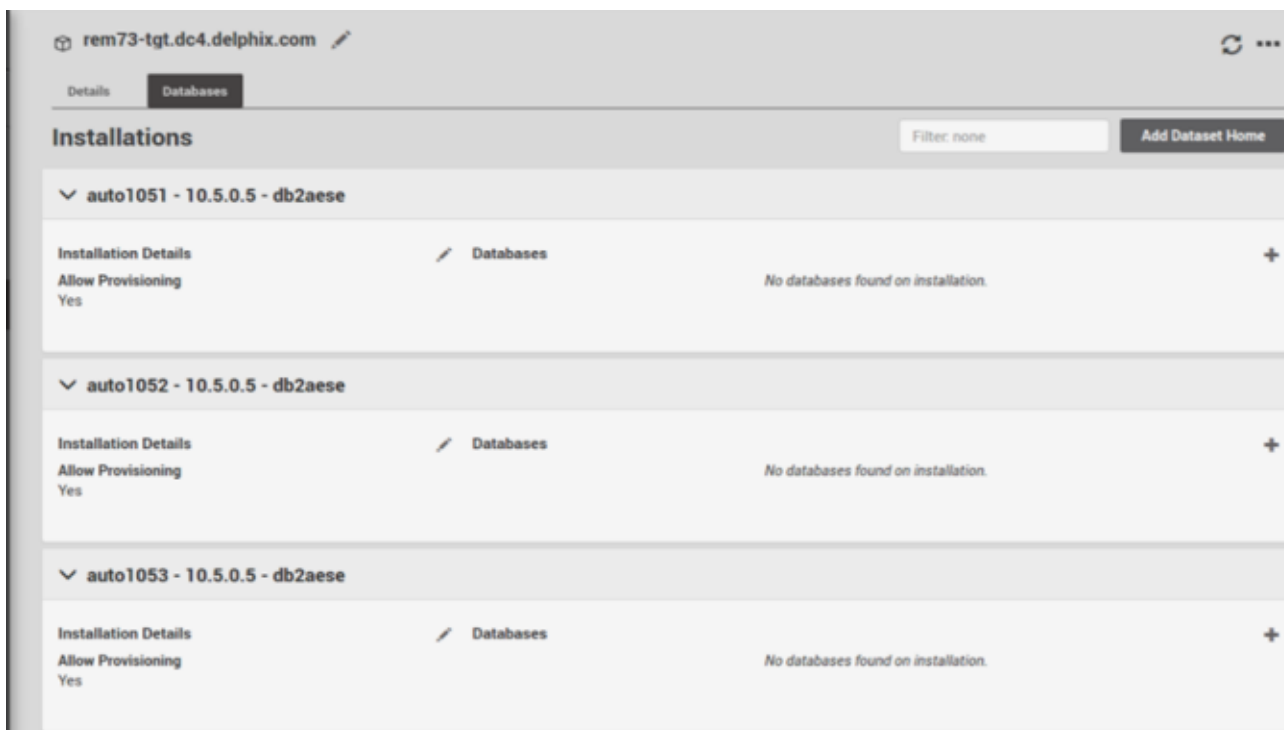 rem73-tgt.dc4.delphix.com
Details Databases
Installations Filter: none Add Dataset Home
auto1051 - 10.5.0.5 - db2aese
Installation Details Databases
Allow Provisioning No databases found on installation.
Yes
auto1052 - 10.5.0.5 - db2aese
Installation Details Databases
Allow Provisioning No databases found on installation.
Yes
auto1053 - 10.5.0.5 - db2aese
Installation Details Databases
Allow Provisioning No databases found on installation.
Yes